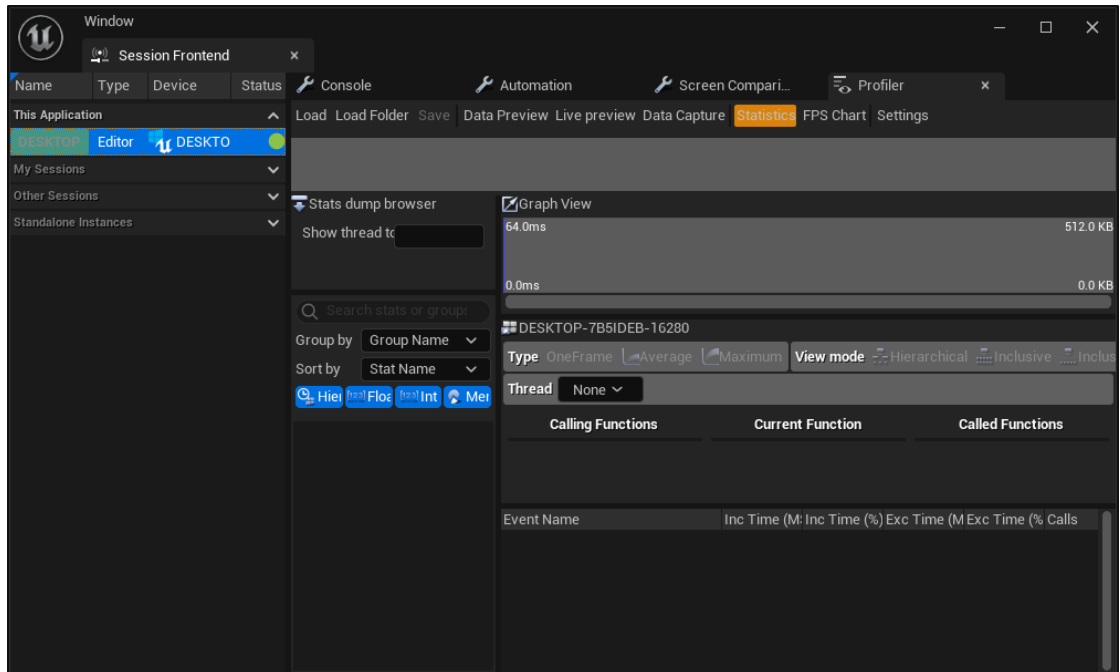 Window
Session Frontend
Name Type Device Status
Console Automation Screen Compari... Profiler
This Application
Load Load Folder Save Data Preview Live preview Data Capture Statistics FPS Chart Settings
DESKTOP Editor DESKTO
My Sessions
Other Sessions
Standalone Instances
Stats dump browser
Show thread to
Graph View
64.0ms 512.0 KB
0.0ms 0.0 KB
Search stats or groups
Group by Group Name
Sort by Stat Name
Hier Floa Int Mer
DESKTOP-7B5IDEB-16280
Type OneFrame Average Maximum View mode Hierarchical Inclusive Inclus
Thread None
Calling Functions Current Function Called Functions
Event Name Inc Time (MS Inc Time (%) Exc Time (M Exc Time (% Calls